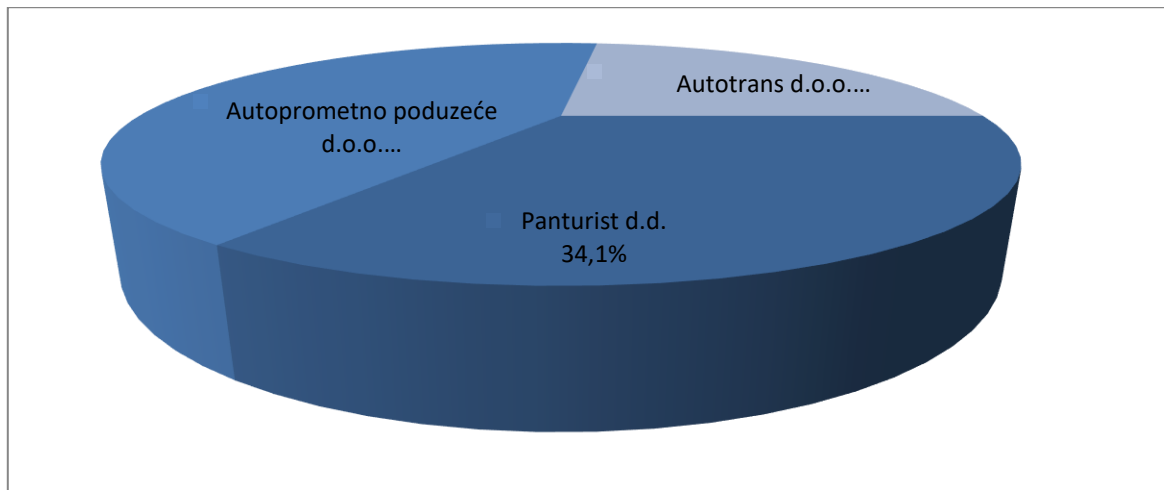 Autotrans d.o.o.…
Autoprometno poduzeće
d.o.o.…
Panturist d.d.
34,1%